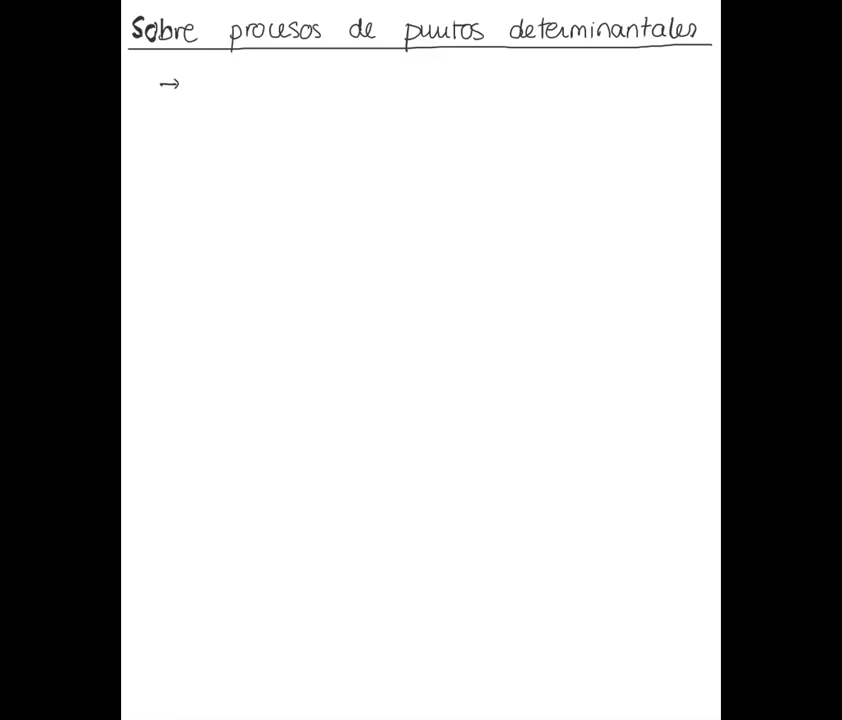 Sobre procesos de puntos determinantales
→